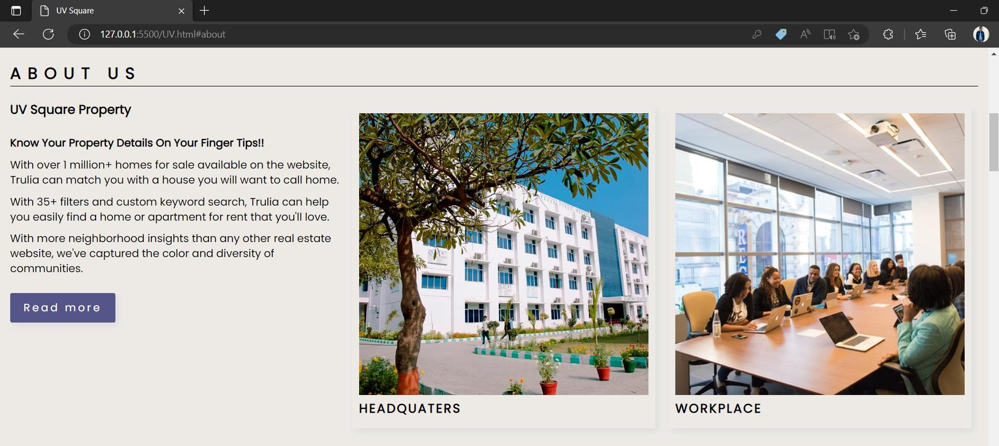 UV Square
127.0.0.1:5500/UV.html#about
ABOUT US
UV Square Property
Know Your Property Details On Your Finger Tips!!
With over 1 million+ homes for sale available on the website,
Trulia can match you with a house you will want to call home.
With 35+ filters and custom keyword search, Trulia can help
you easily find a home or apartment for rent that you'll love.
With more neighborhood insights than any other real estate
website, we've captured the color and diversity of
communities.
Read more
HEADQUATERS
WORKPLACE